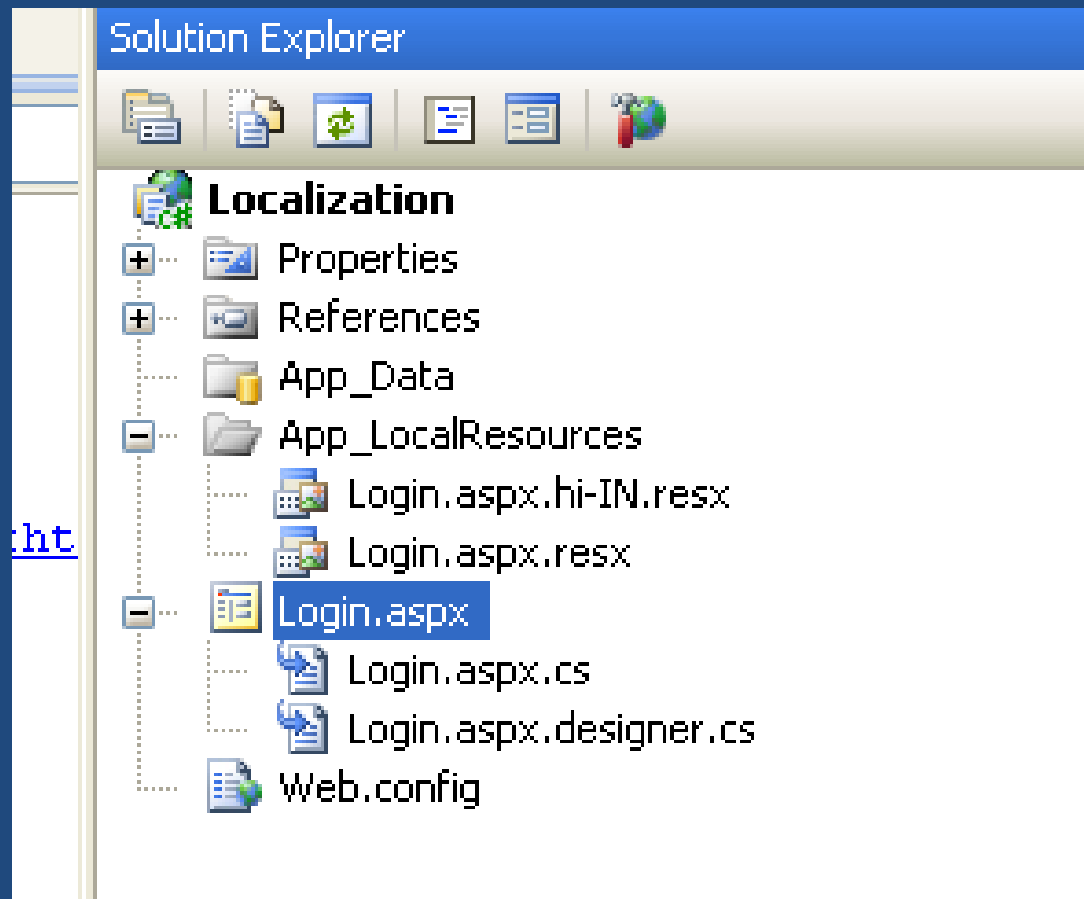 Solution Explorer
Localization
Properties
References
App_Data
App_LocalResources
Login.aspx.hi-IN.resx
Login.aspx.resx
:ht
Login.aspx
Login.aspx.cs
Login.aspx.designer.cs
Web.config